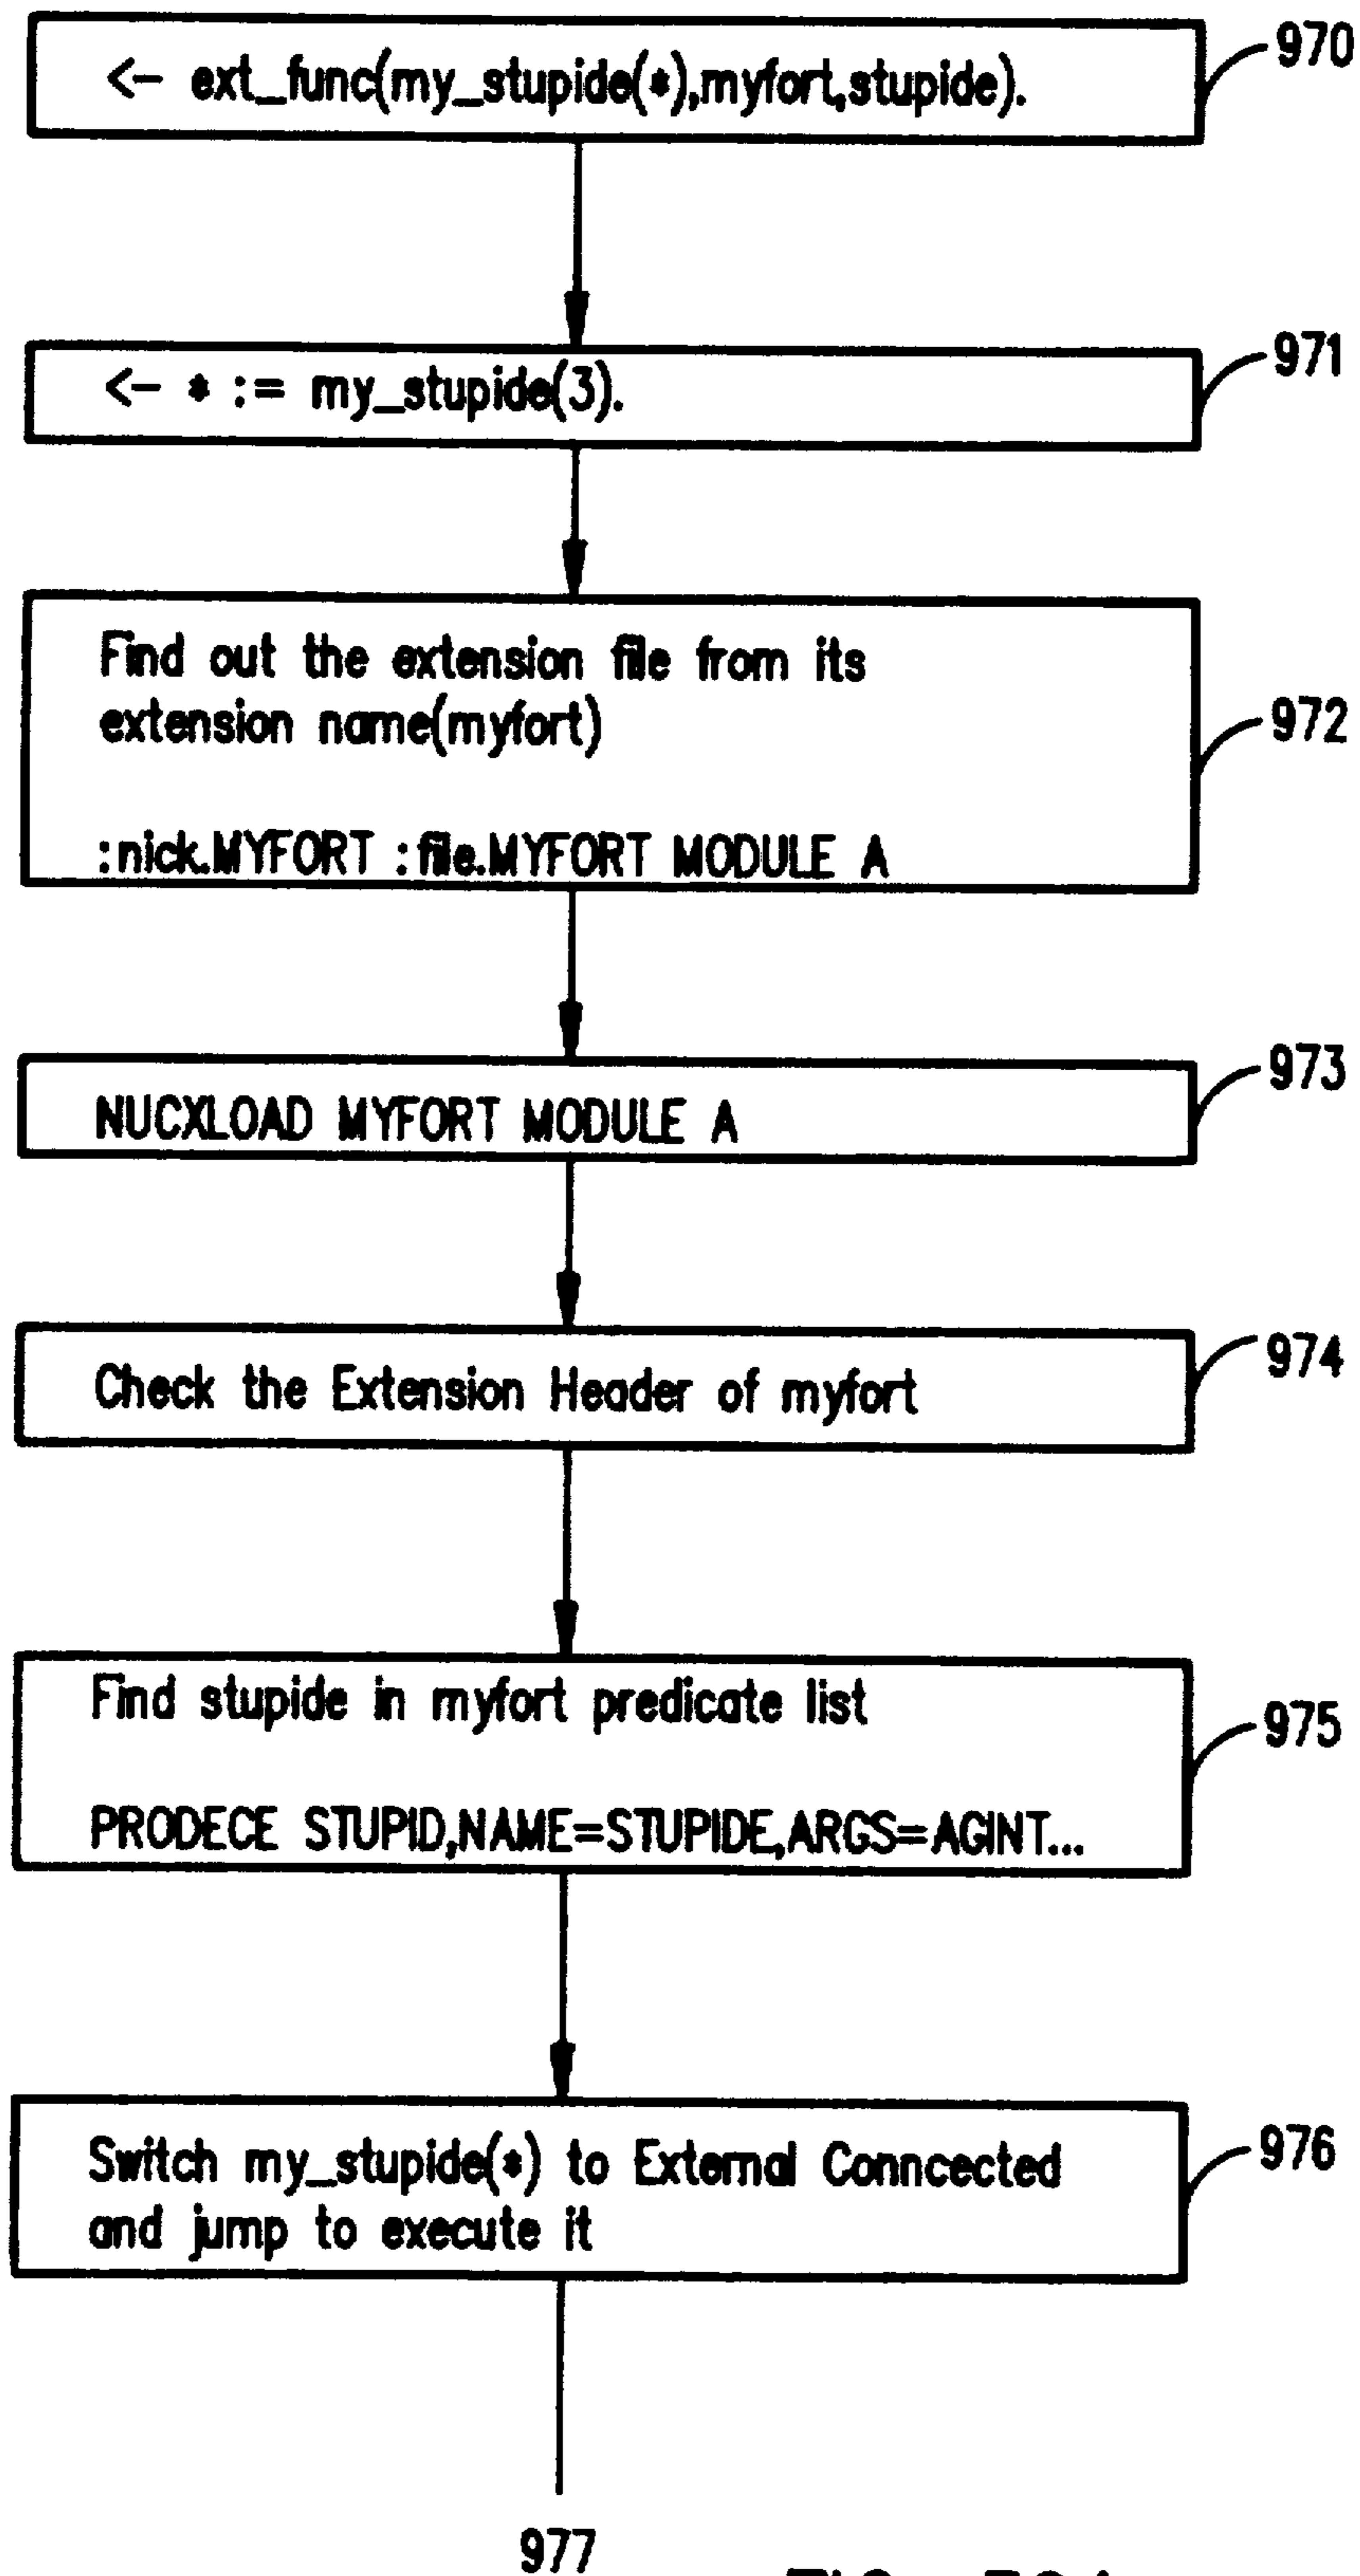 <- ext_func(my_stupide(*),myfort,stupide).
970
<- * := my_stupide(3).
971
Find out the extension file from its
extension name(myfort)
:nick.MYFORT :file.MYFORT MODULE A
972
NUCXLOAD MYFORT MODULE A
973
Check the Extension Header of myfort
974
Find stupide in myfort predicate list
PRODECE STUPID,NAME=STUPIDE,ARGS=AGINT...
975
Switch my_stupide(*) to External Conncected
and jump to execute it
976
977